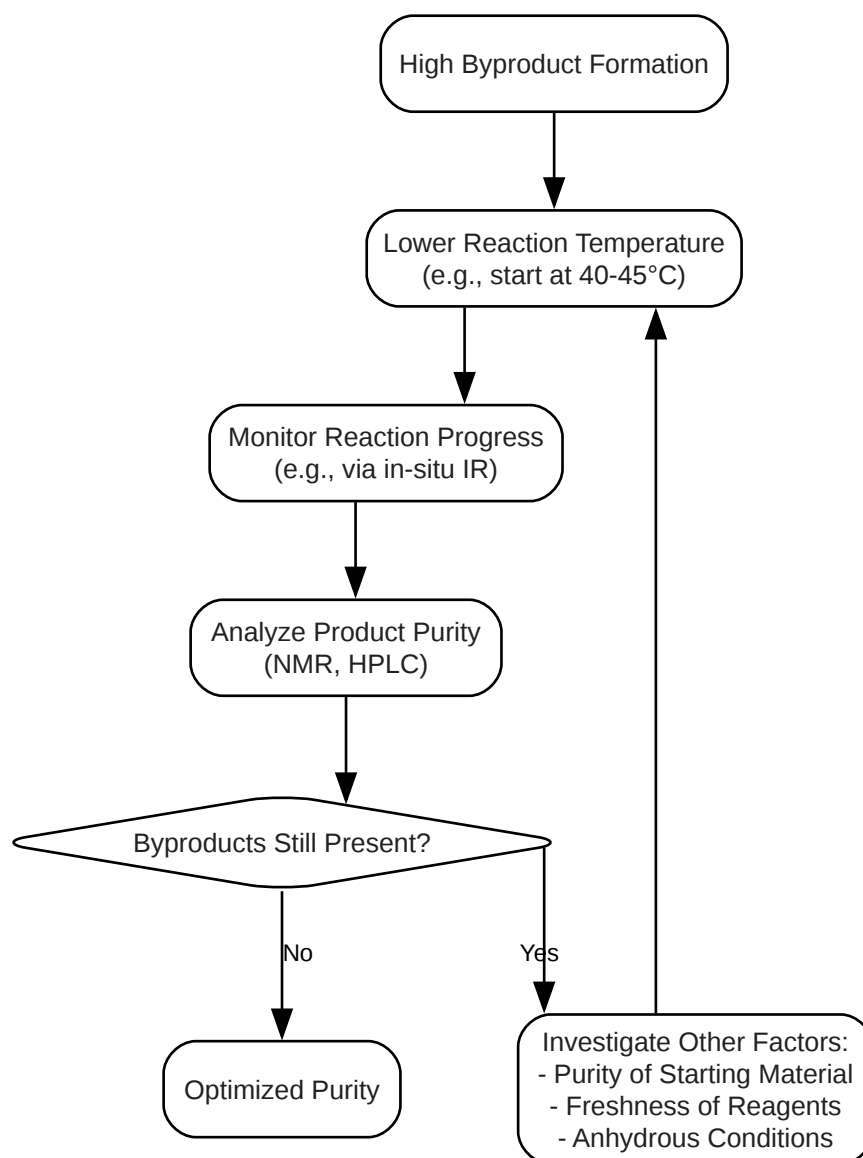 High Byproduct Formation
Lower Reaction Temperature
(e.g., start at 40-45°C)
Monitor Reaction Progress
(e.g., via in-situ IR)
Analyze Product Purity
(NMR, HPLC)
Byproducts Still Present?
No
Yes
Optimized Purity
Investigate Other Factors:
- Purity of Starting Material
- Freshness of Reagents
- Anhydrous Conditions